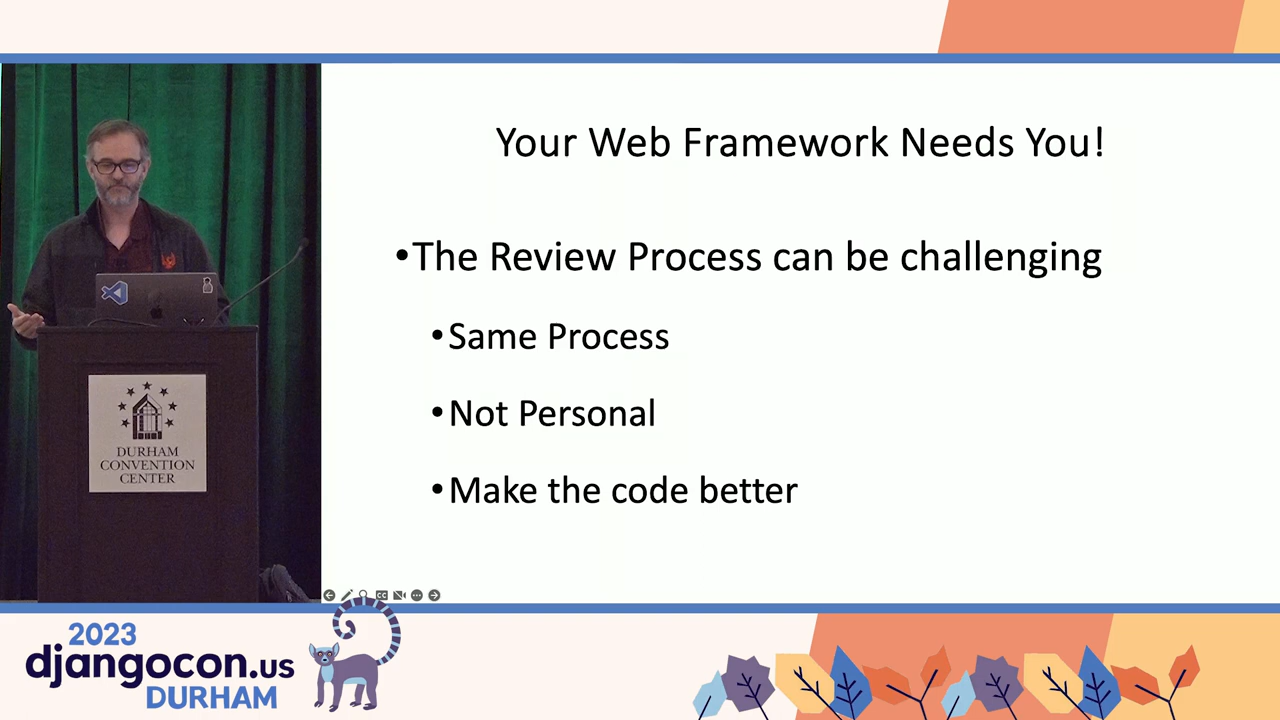 Your Web Framework Needs You!
•The Review Process can be challenging
•Same Process
•Not Personal
•Make the code better
DURHAM
CONVENTION
CENTER
2023
djangocon.us
DURHAM